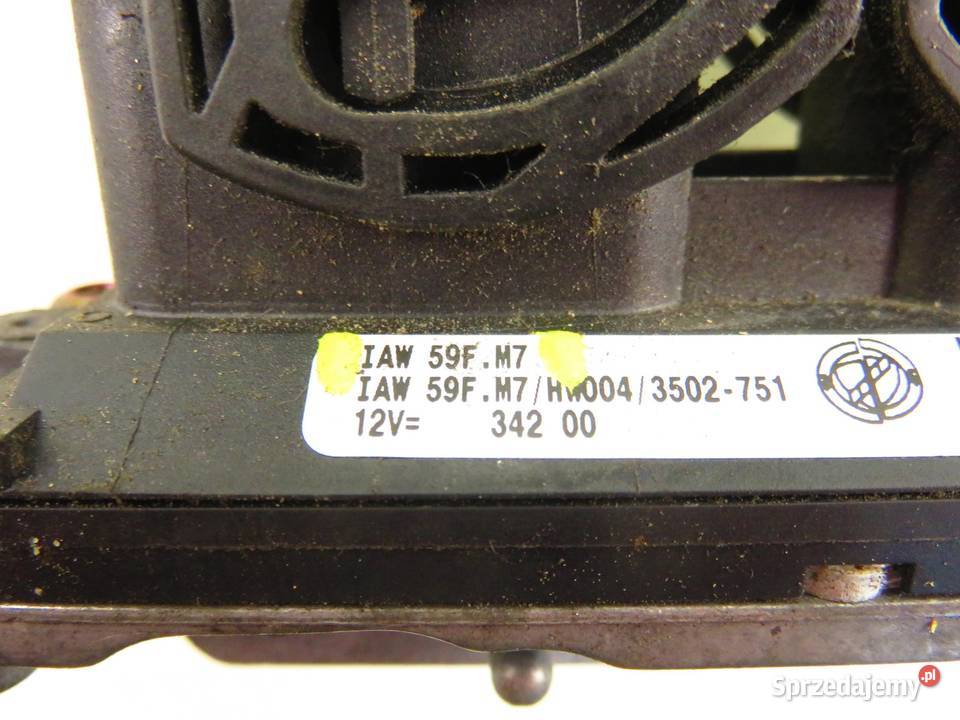 IAW 59F.M7
IAW 59F.M7/HW004/3502-751
12V= 342 00
Sprzedajemy.pl